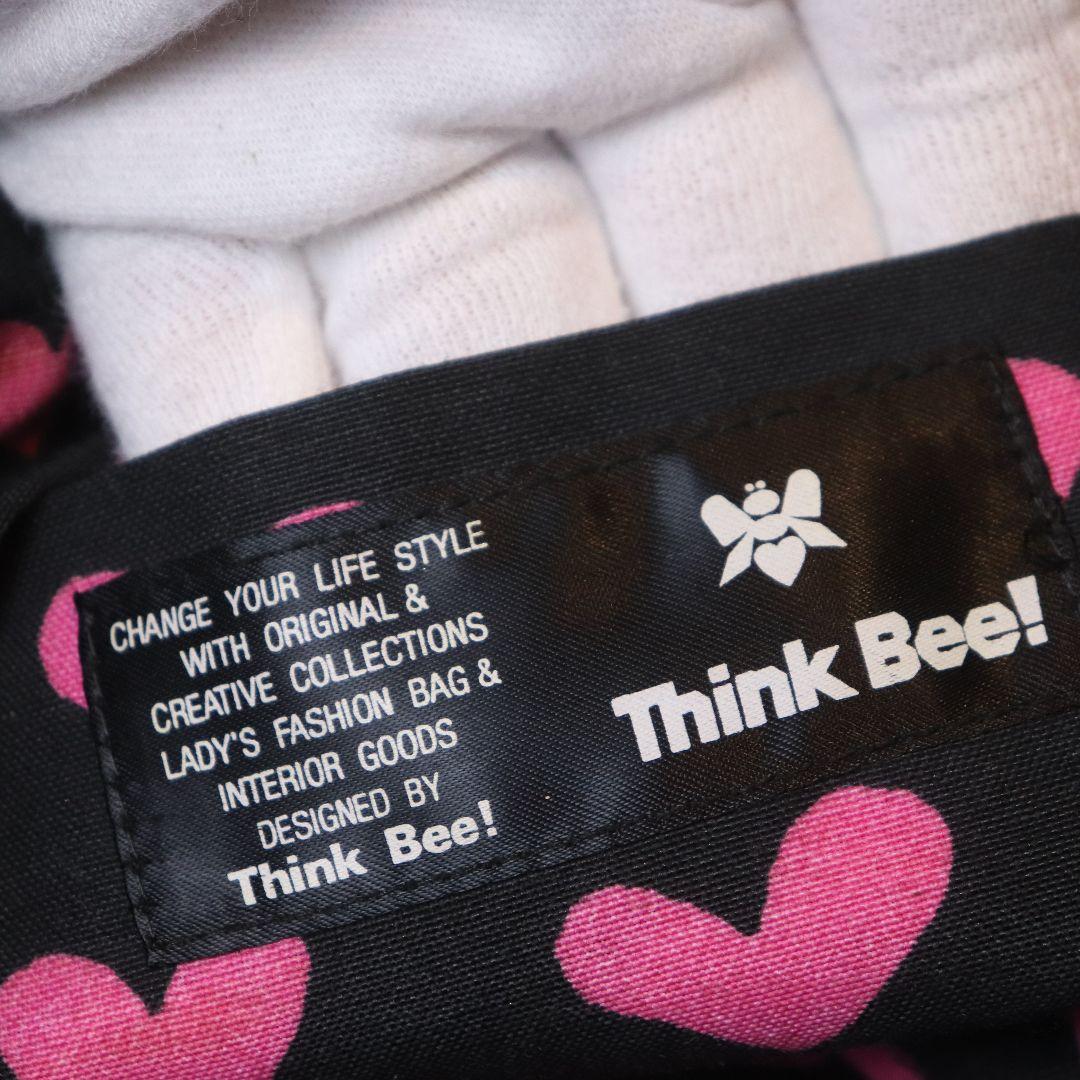 CHANGE YOUR LIFE STYLE
WITH ORIGINAL &
CREATIVE COLLECTIONS
LADY'S FASHION BAG &
INTERIOR GOODS
DESIGNED BY
Think Bee!
Think Bee!